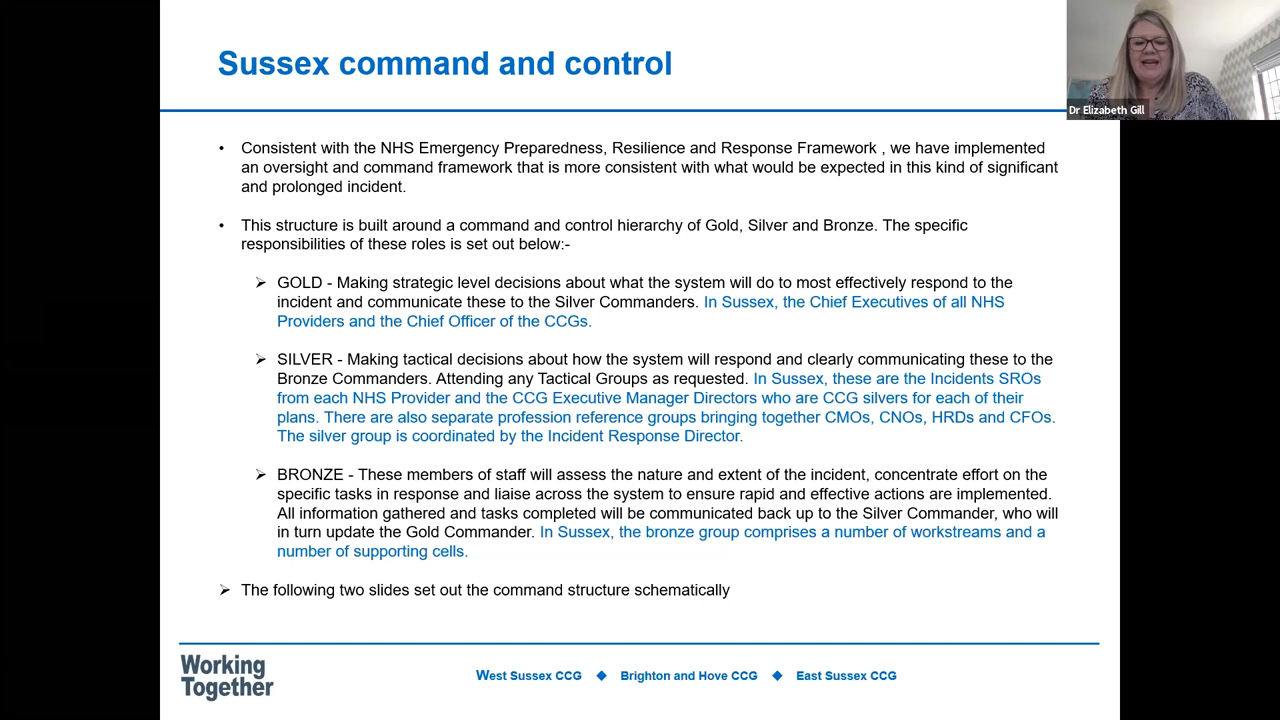 Sussex command and control
Dr Elizabeth Gill
• Consistent with the NHS Emergency Preparedness, Resilience and Response Framework , we have implemented
an oversight and command framework that is more consistent with what would be expected in this kind of significant
and prolonged incident.
• This structure is built around a command and control hierarchy of Gold, Silver and Bronze. The specific
responsibilities of these roles is set out below:-
➢ GOLD - Making strategic level decisions about what the system will do to most effectively respond to the
incident and communicate these to the Silver Commanders. In Sussex, the Chief Executives of all NHS
Providers and the Chief Officer of the CCGs.
➢ SILVER - Making tactical decisions about how the system will respond and clearly communicating these to the
Bronze Commanders. Attending any Tactical Groups as requested. In Sussex, these are the Incidents SROs
from each NHS Provider and the CCG Executive Manager Directors who are CCG silvers for each of their
plans. There are also separate profession reference groups bringing together CMOs, CNOs, HRDs and CFOs.
The silver group is coordinated by the Incident Response Director.
➢ BRONZE - These members of staff will assess the nature and extent of the incident, concentrate effort on the
specific tasks in response and liaise across the system to ensure rapid and effective actions are implemented.
All information gathered and tasks completed will be communicated back up to the Silver Commander, who will
in turn update the Gold Commander. In Sussex, the bronze group comprises a number of workstreams and a
number of supporting cells.
➢ The following two slides set out the command structure schematically
Working
Together
West Sussex CCG ◆ Brighton and Hove CCG ◆ East Sussex CCG